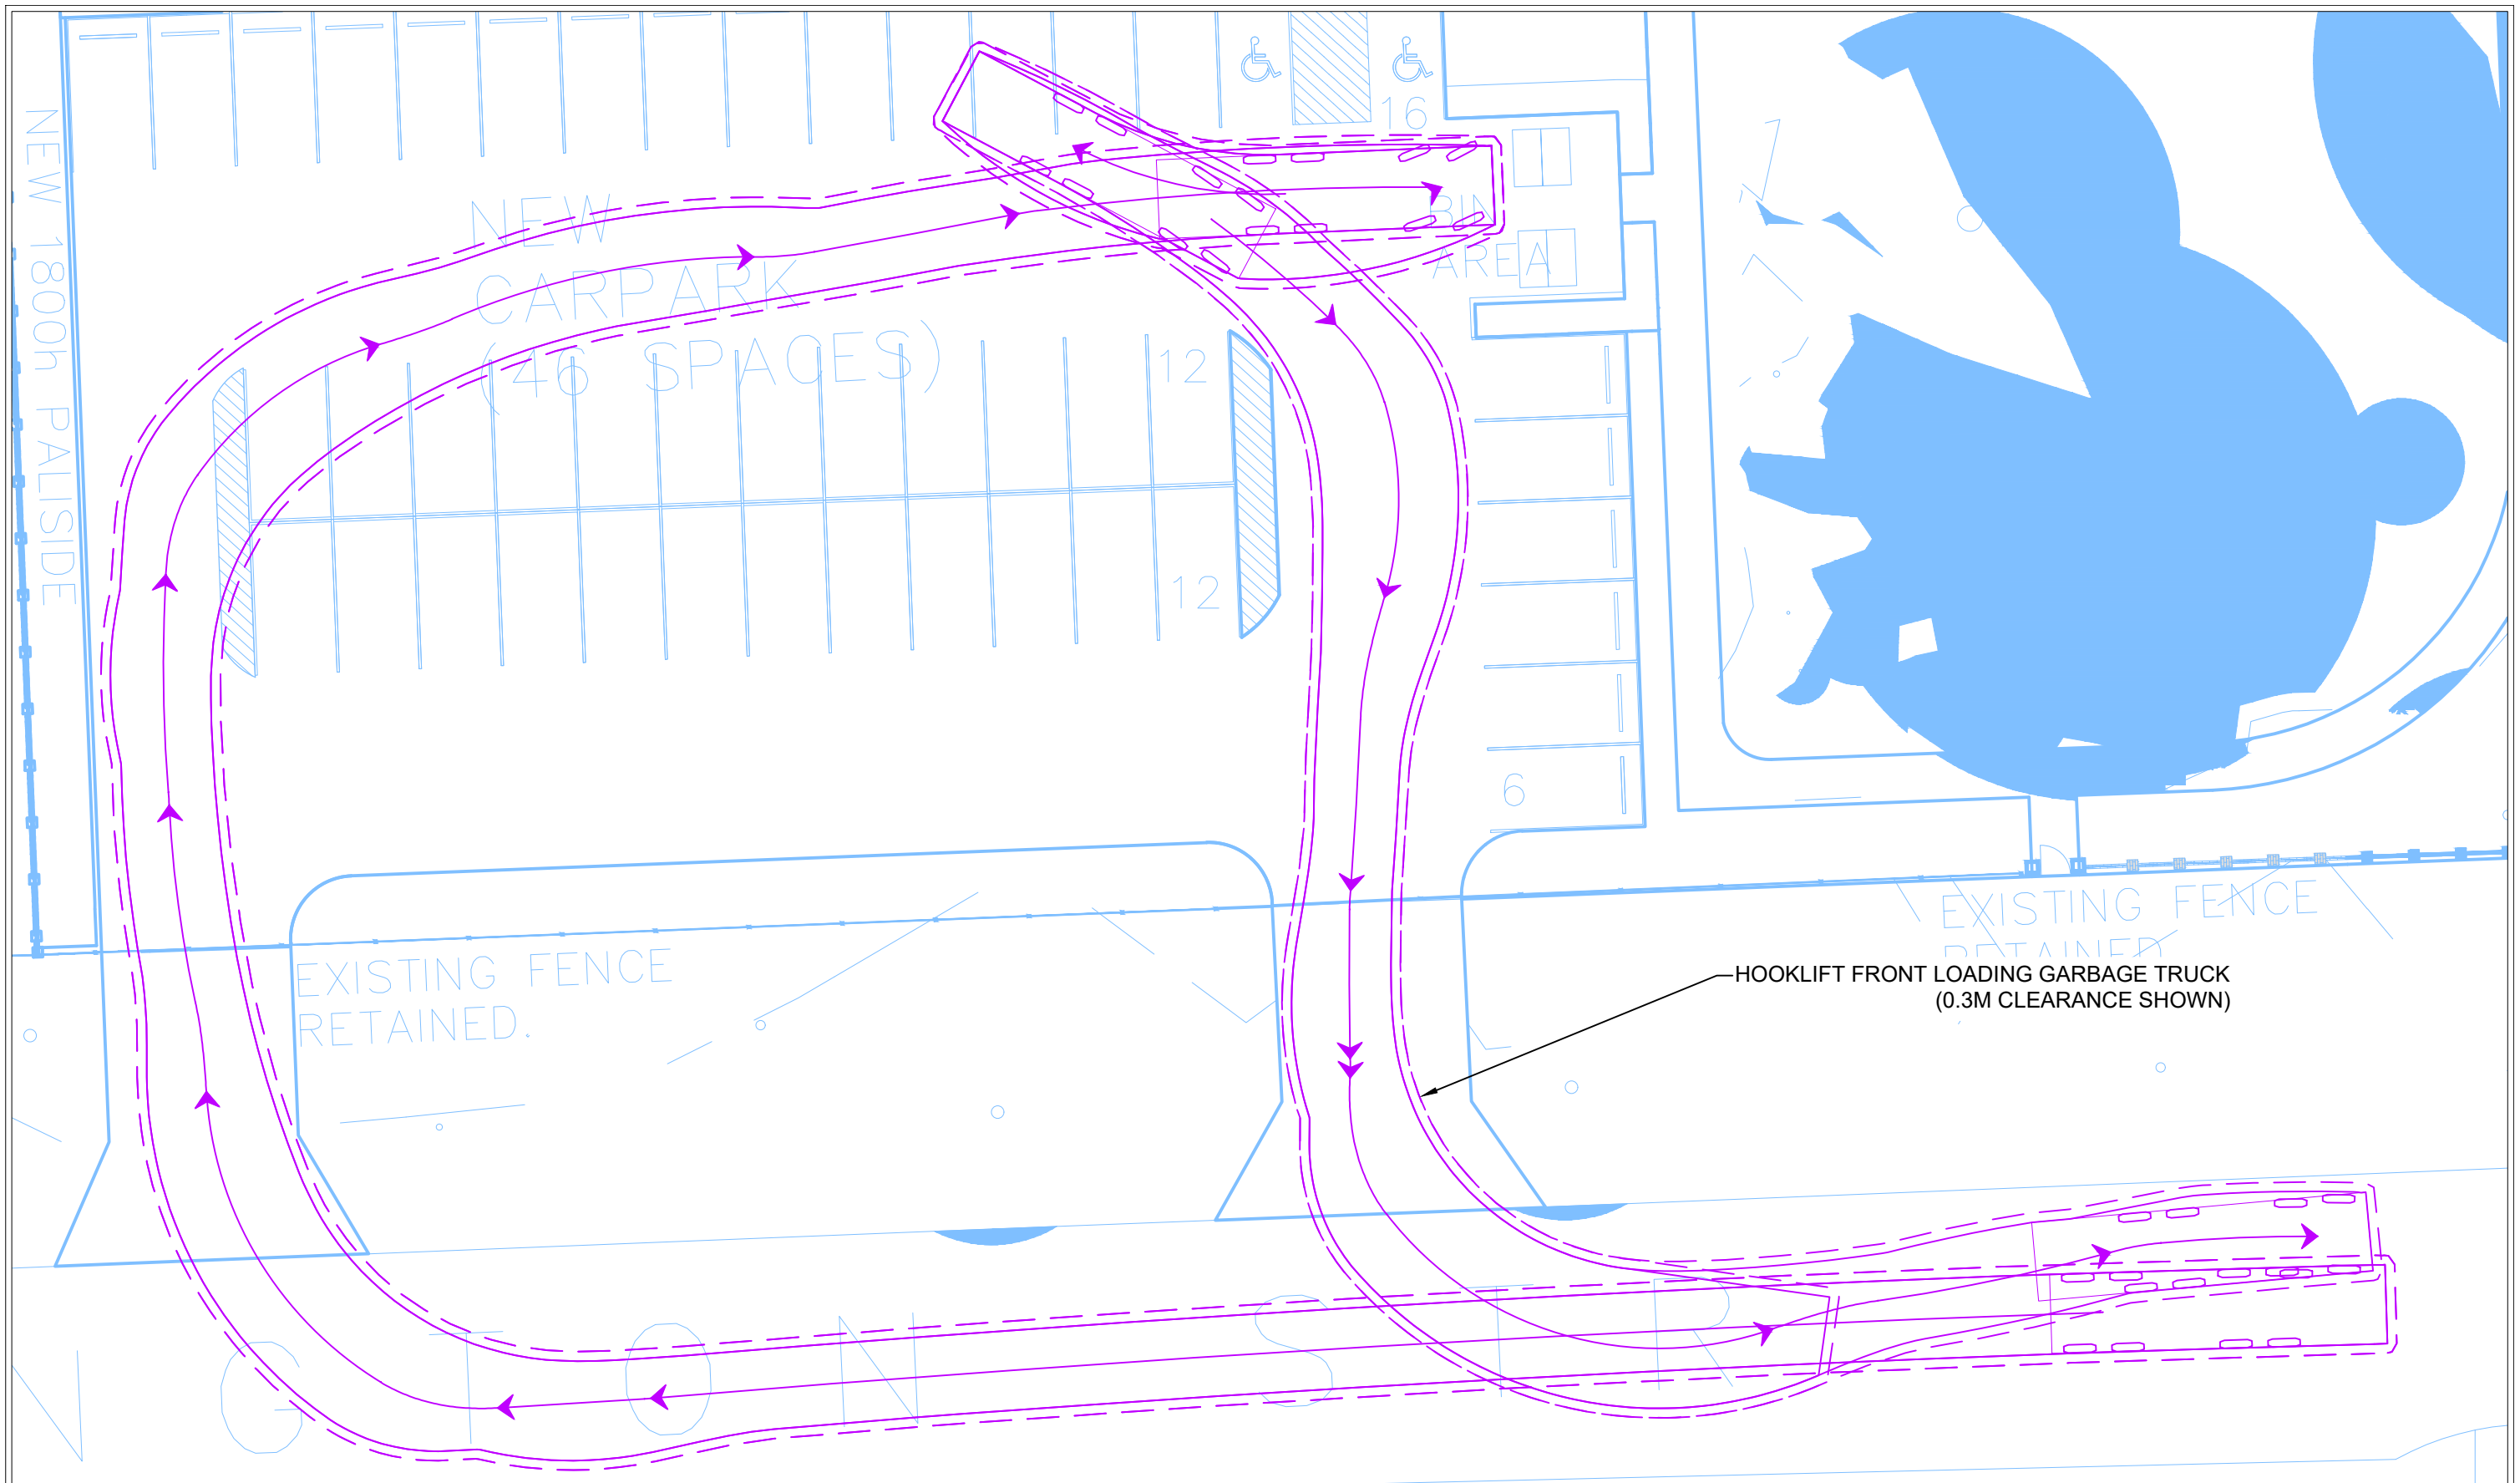 NEW 1800h PALISIDE
16
NEW
CARPARK
(46 SPACES)
BIN
AREA
12
12
6
EXISTING FENCE
RETAINED.
EXISTING FENCE
RETAINED
HOOKLIFT FRONT LOADING GARBAGE TRUCK
(0.3M CLEARANCE SHOWN)